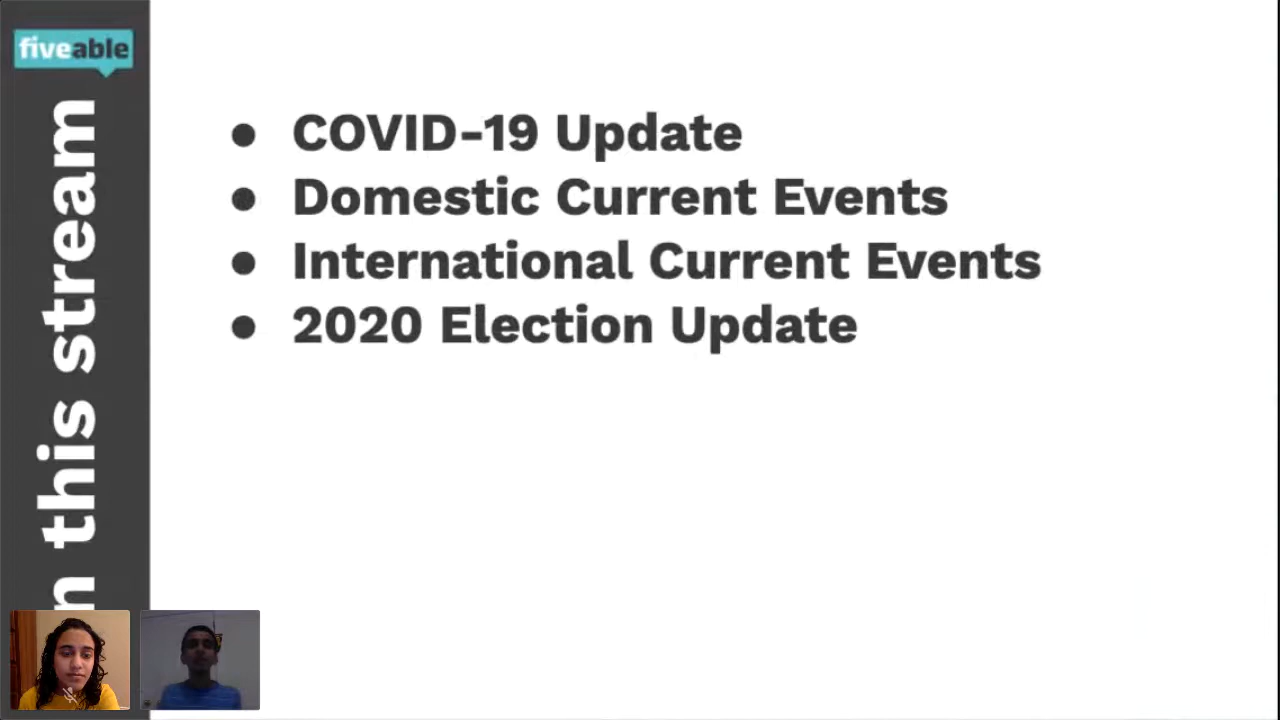 fiveable
n this stream
● COVID-19 Update
● Domestic Current Events
● International Current Events
● 2020 Election Update